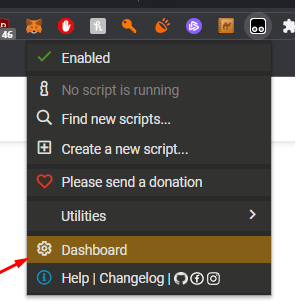 46
Enabled
No script is running
Find new scripts...
Create a new script...
Please send a donation
Utilities
Dashboard
Help | Changelog |